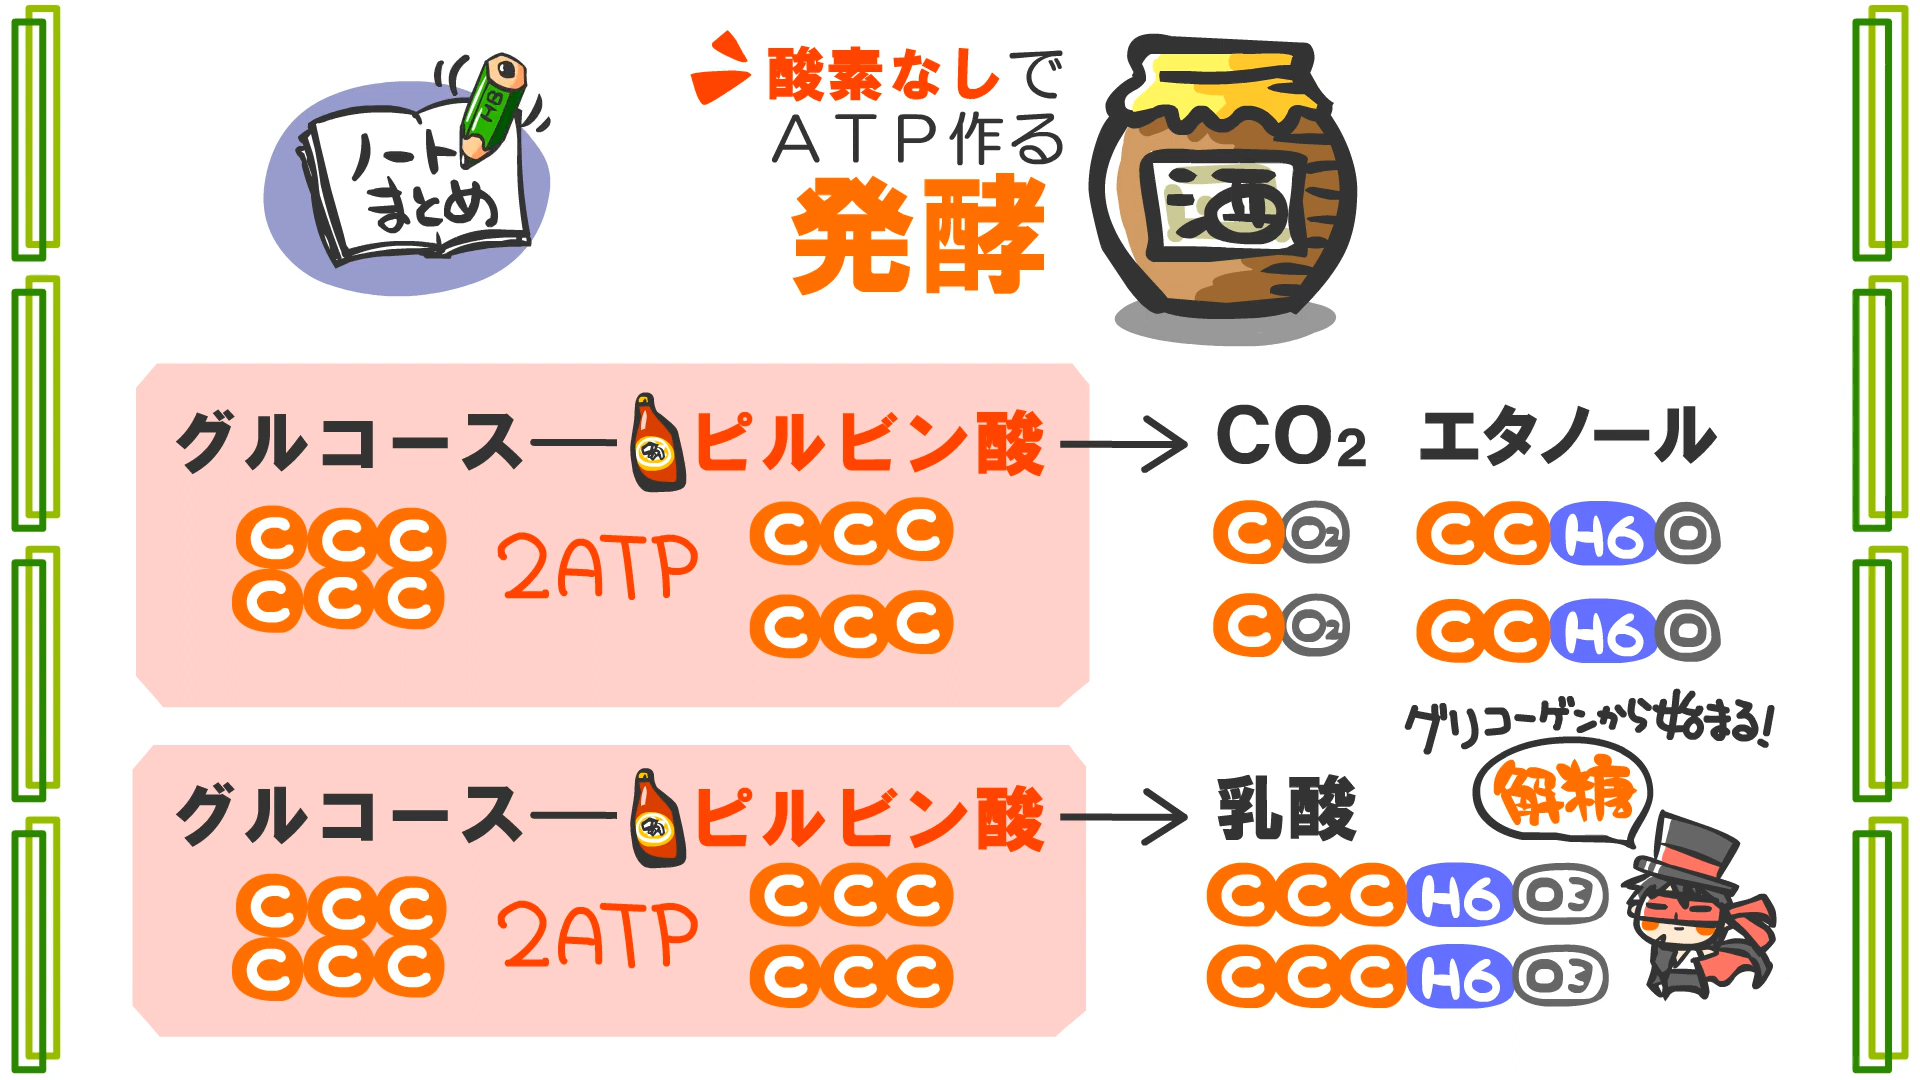 ノート
まとめ
HB
酸素なしで
ATP作る
発酵
酒
グルコース ピルビン酸 CO2 エタノール
CCC CCC CO2 CCH6O
CCC 2ATP CCC CO2 CCH6O
グリコーゲンから始まる!
解糖
グルコース ピルビン酸 乳酸
CCC CCC CCCH6O3
CCC 2ATP CCC CCCH6O3